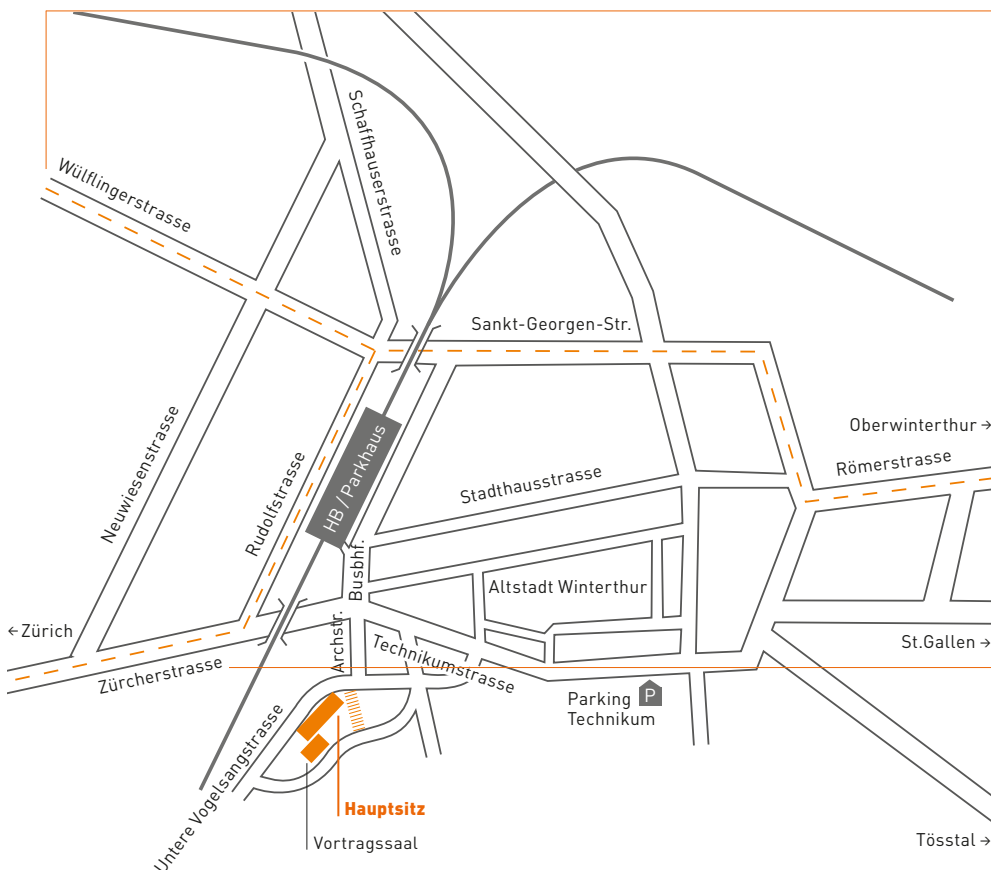 Schaffhauserstrasse
Wülflingerstrasse
Sankt-Georgen-Str.
Neuwiesenstrasse
Rudolfstrasse
HB / Parkhaus
Oberwinterthur →
Römerstrasse
Stadthausstrasse
Busbhf.
Altstadt Winterthur
← Zürich
Zürcherstrasse
Archstr.
Technikumstrasse
St.Gallen →
Parking P
Technikum
Untere Vogelsangstrasse
Hauptsitz
Vortragssaal
Tösstal →